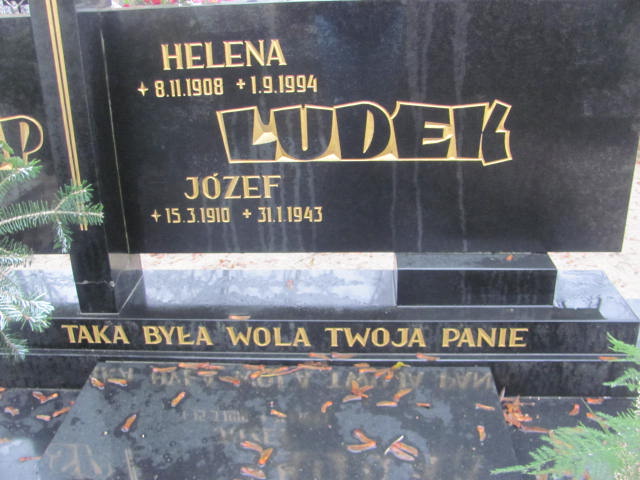 HELENA
8.11.1908 + 1.9.1994
LUDEK
JÓZEF
15.3.1910 + 31.1.1943
TAKA BYŁA WOLA TWOJA PANIE